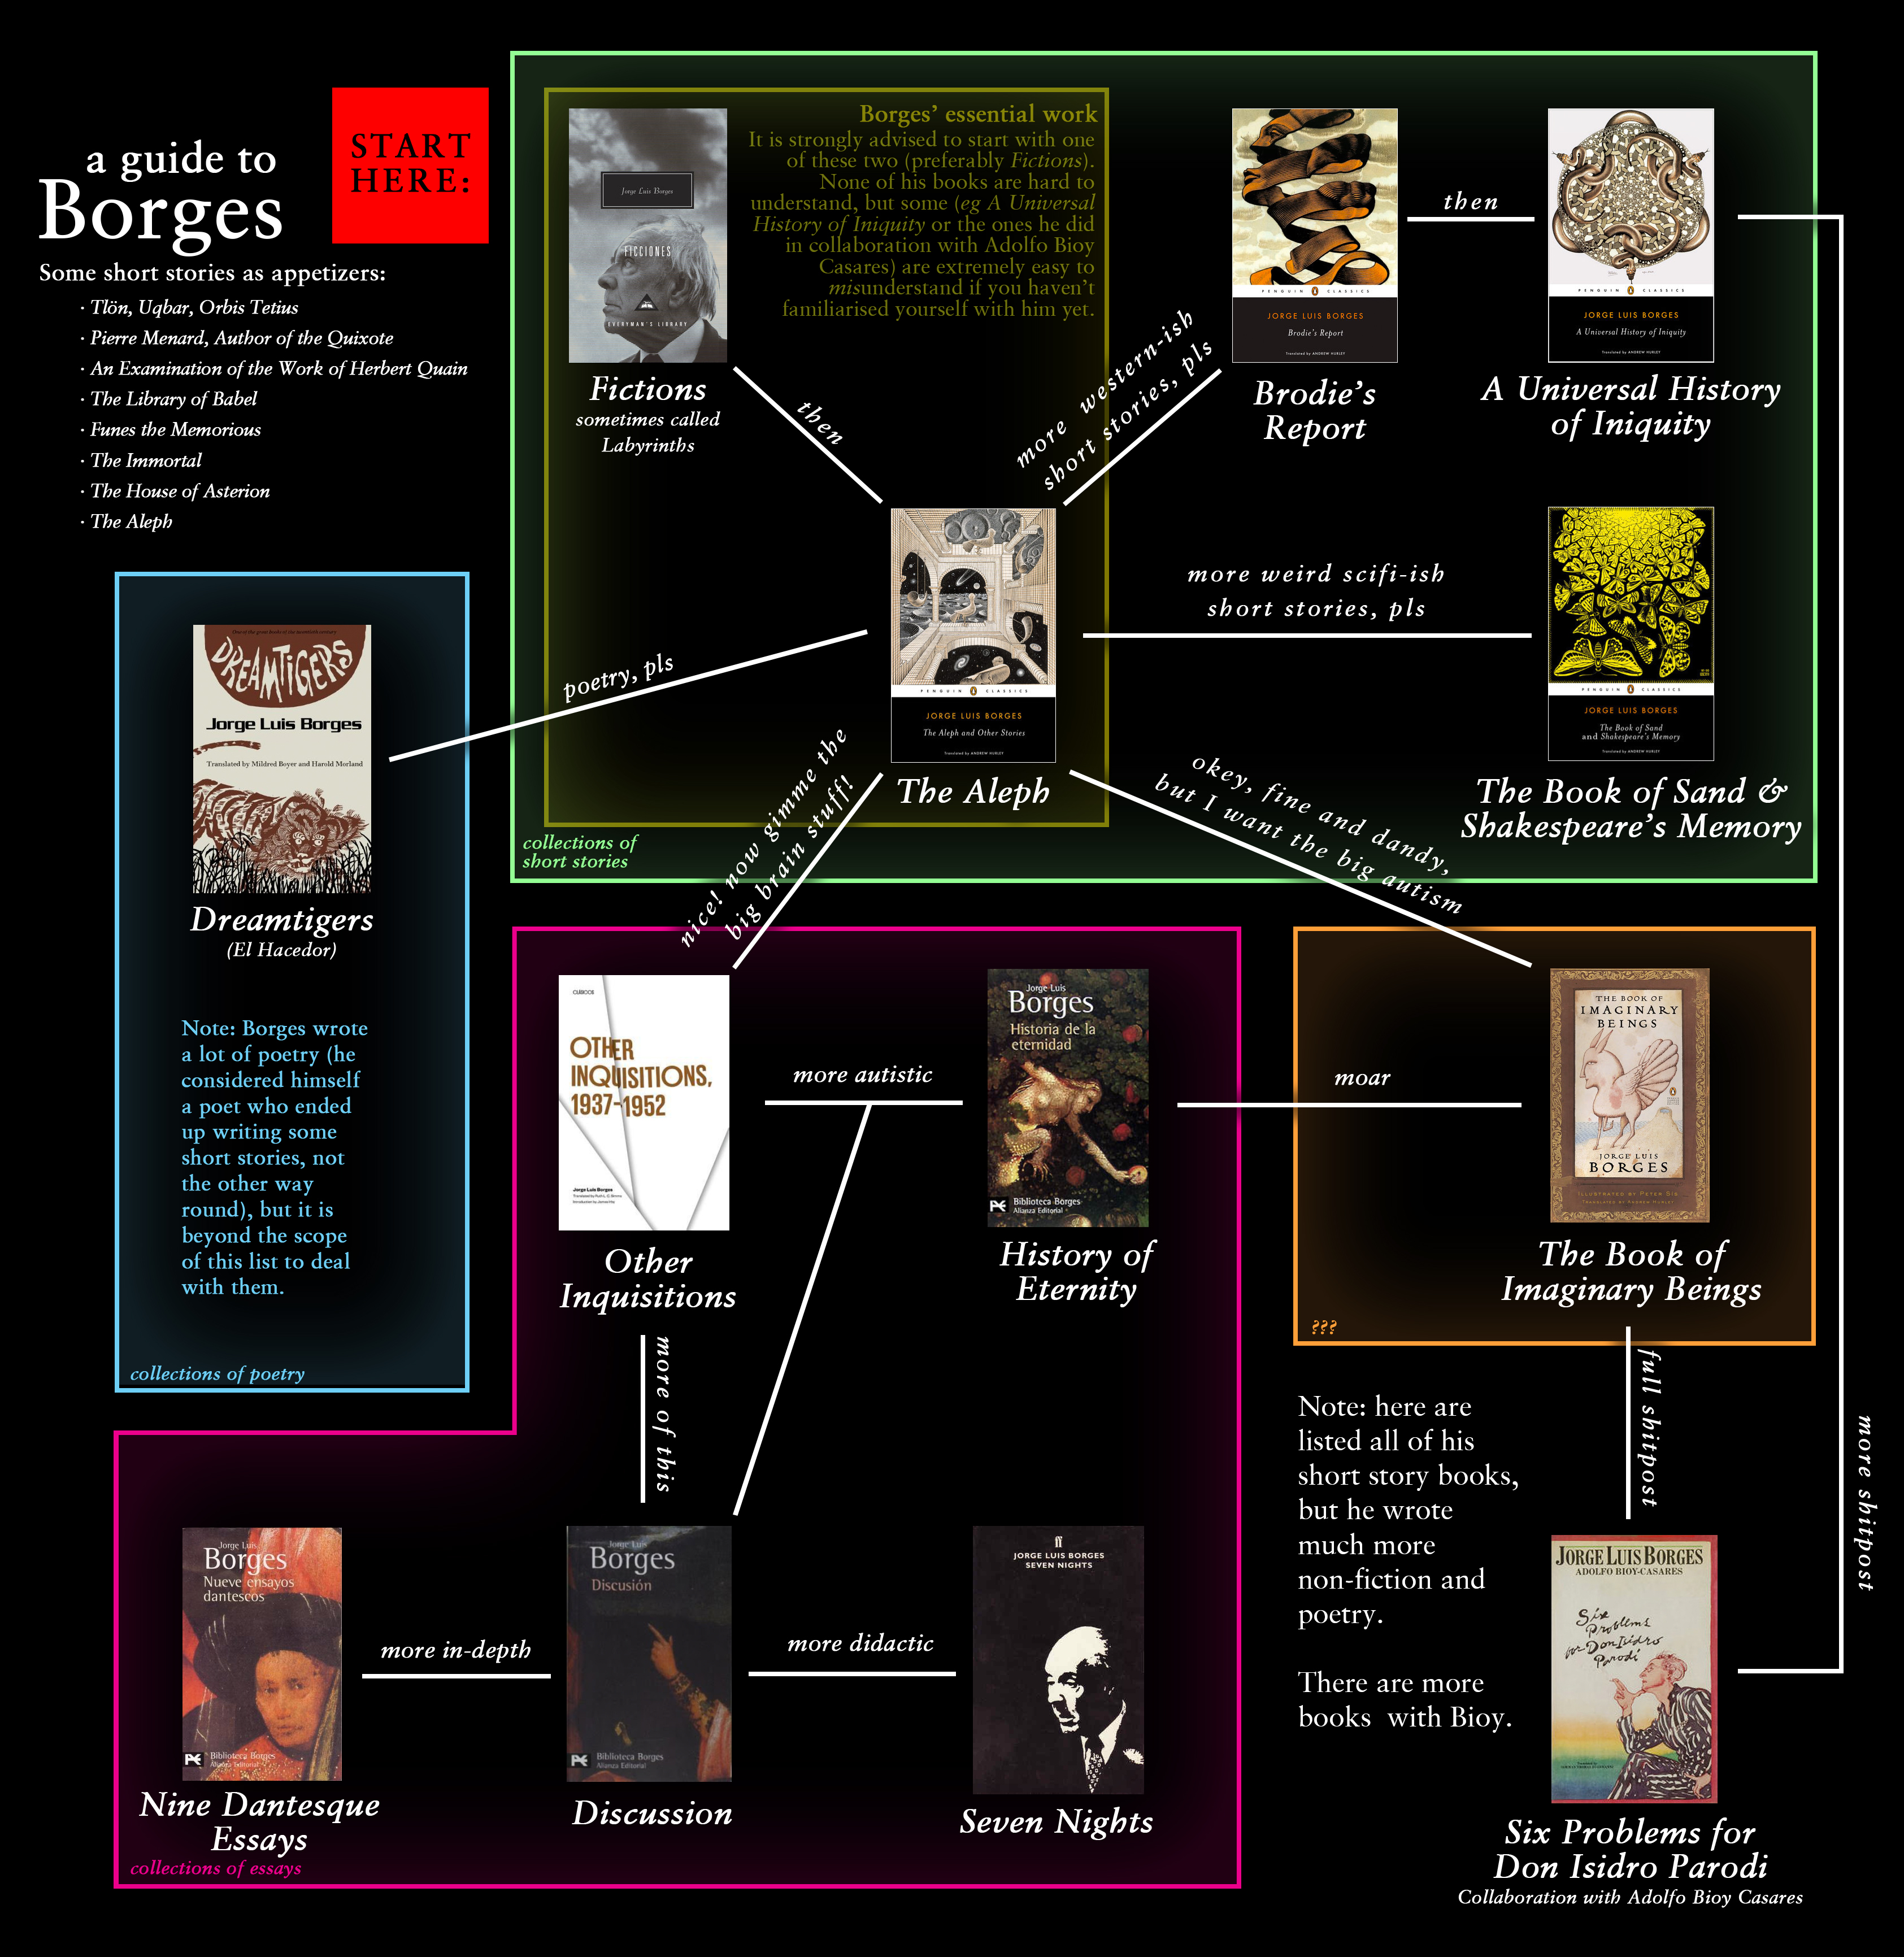 a guide to
Borges
START
HERE:
Some short stories as appetizers:
· Tlön, Uqbar, Orbis Tetius
· Pierre Menard, Author of the Quixote
· An Examination of the Work of Herbert Quain
· The Library of Babel
· Funes the Memorious
· The Immortal
· The House of Asterion
· The Aleph
Borges' essential work
It is strongly advised to start with one
of these two (preferably Fictions).
None of his books are hard to
understand, but some (eg A Universal
History of Iniquity or the ones he did
in collaboration with Adolfo Bioy
Casares) are extremely easy to
misunderstand if you haven't
familiarised yourself with him yet.
Jorge Luis Borges
FICCIONES
EVERYMAN'S LIBRARY
Fictions
sometimes called
Labyrinths
then
more western-ish
short stories, pls
PENGUIN CLASSICS
JORGE LUIS BORGES
Brodie's Report
Translated by ANDREW HURLEY
Brodie's
Report
then
PENGUIN CLASSICS
JORGE LUIS BORGES
A Universal History of Iniquity
Translated by ANDREW HURLEY
A Universal History
of Iniquity
PENGUIN CLASSICS
JORGE LUIS BORGES
The Aleph and Other Stories
Translated by ANDREW HURLEY
The Aleph
more weird scifi-ish
short stories, pls
PENGUIN CLASSICS
JORGE LUIS BORGES
The Book of Sand
and Shakespeare's Memory
Translated by ANDREW HURLEY
The Book of Sand &
Shakespeare's Memory
collections of
short stories
poetry, pls
DREAMTIGERS
Jorge Luis Borges
Translated by Mildred Boyer and Harold Morland
Dreamtigers
(El Hacedor)
Note: Borges wrote
a lot of poetry (he
considered himself
a poet who ended
up writing some
short stories, not
the other way
round), but it is
beyond the scope
of this list to deal
with them.
collections of poetry
nice! now gimme the
big brain stuff!
okey, fine and dandy,
but I want the big autism
CLÁSICOS
OTHER
INQUISITIONS,
1937-1952
Jorge Luis Borges
Other
Inquisitions
more autistic
Jorge Luis
Borges
Historia de la
eternidad
Biblioteca Borges
Alianza Editorial
History of
Eternity
moar
THE BOOK OF
IMAGINARY
BEINGS
JORGE LUIS
BORGES
ILLUSTRATED BY PETER SIS
TRANSLATED BY ANDREW HURLEY
The Book of
Imaginary Beings
???
more of this
full shitpost
more shitpost
Note: here are
listed all of his
short story books,
but he wrote
much more
non-fiction and
poetry.
There are more
books with Bioy.
Jorge Luis
Borges
Nueve ensayos
dantescos
Biblioteca Borges
Alianza Editorial
Nine Dantesque
Essays
more in-depth
Jorge Luis
Borges
Discusión
Biblioteca Borges
Alianza Editorial
Discussion
more didactic
ff
JORGE LUIS BORGES
SEVEN NIGHTS
Seven Nights
collections of essays
JORGE LUIS BORGES
ADOLFO BIOY-CASARES
Six
Problems
for Don Isidro
Parodi
Six Problems for
Don Isidro Parodi
Collaboration with Adolfo Bioy Casares